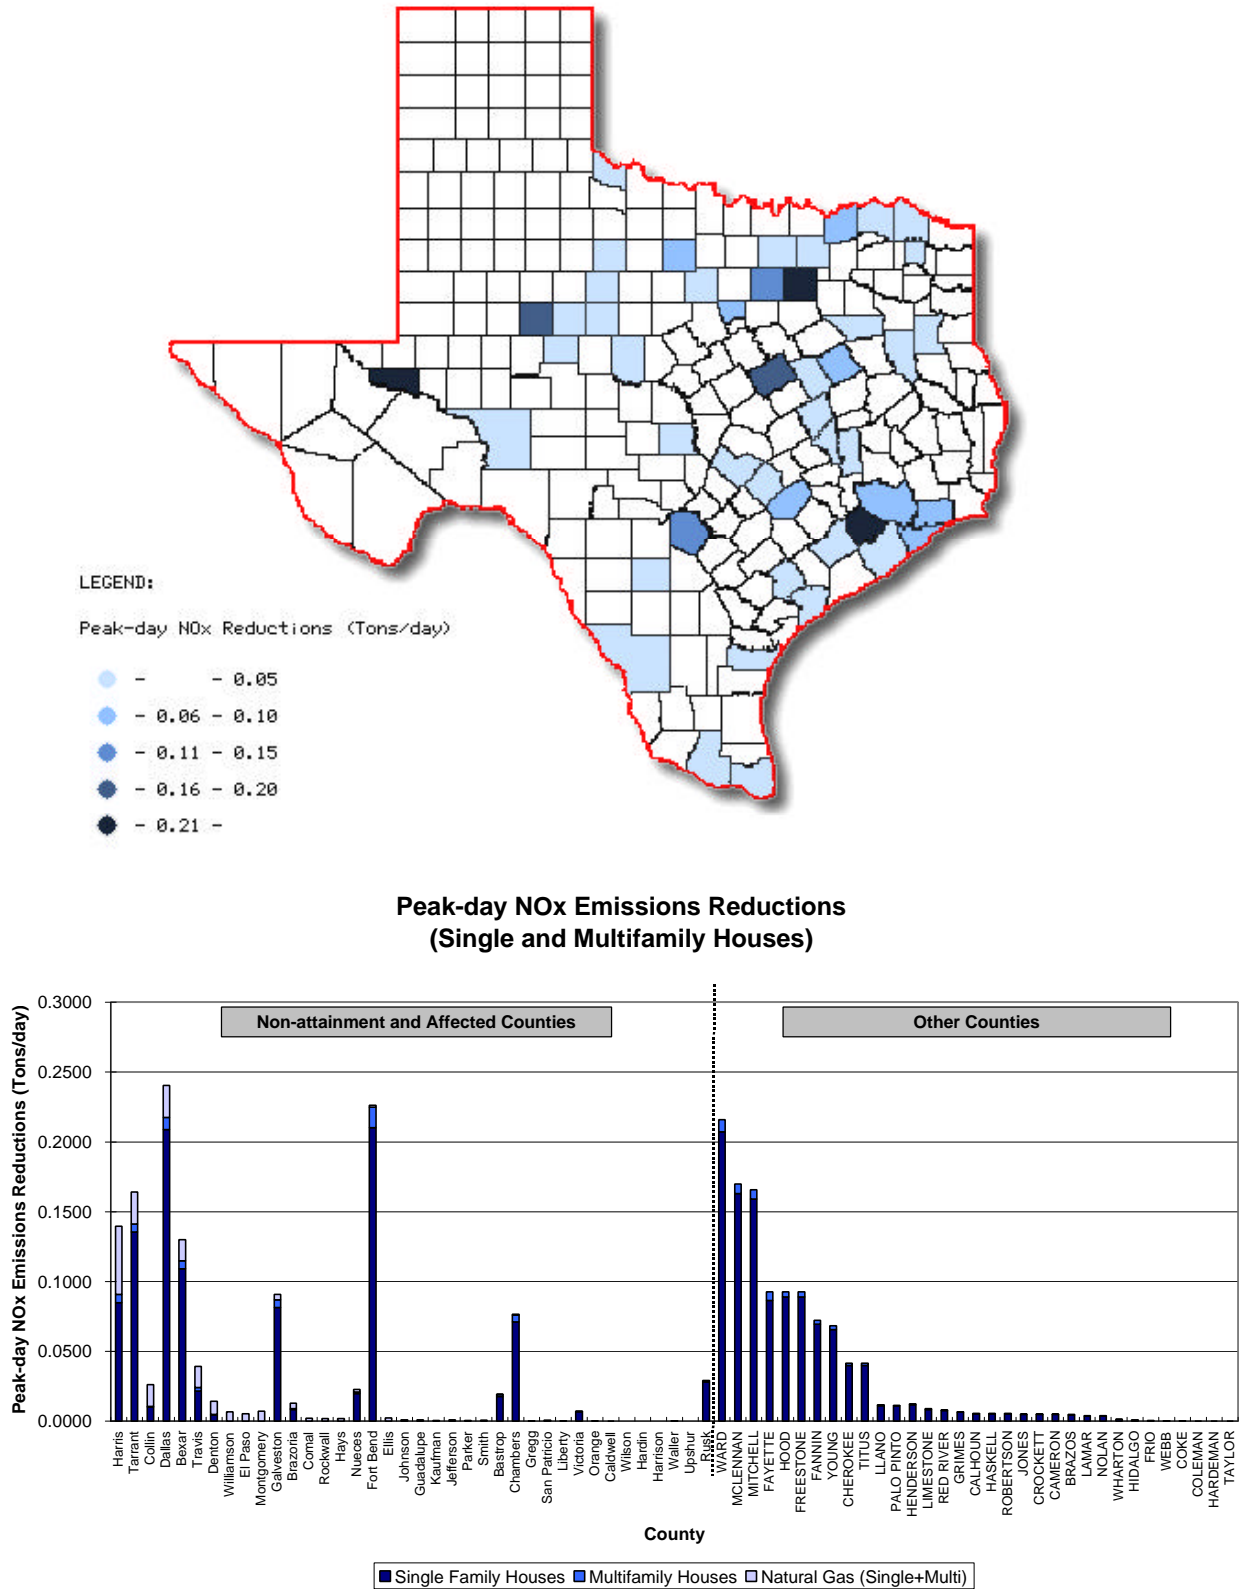 LEGEND:
Peak-day NOx Reductions (Tons/day)
- - 0.05
- 0.06 - 0.10
- 0.11 - 0.15
- 0.16 - 0.20
- 0.21 -
Peak-day NOx Emissions Reductions
(Single and Multifamily Houses)
Peak-day NOx Emissions Reductions (Tons/day)
0.3000
0.2500
0.2000
0.1500
0.1000
0.0500
0.0000
Non-attainment and Affected Counties
Other Counties
Harris
Tarrant
Collin
Dallas
Bexar
Travis
Denton
Williamson
El Paso
Montgomery
Galveston
Brazoria
Comal
Rockwall
Hays
Nueces
Fort Bend
Ellis
Johnson
Guadalupe
Kaufman
Jefferson
Parker
Smith
Bastrop
Chambers
Gregg
San Patricio
Liberty
Victoria
Orange
Caldwell
Wilson
Hardin
Harrison
Waller
Upshur
Rusk
WARD
MCLENNAN
MITCHELL
FAYETTE
HOOD
FREESTONE
FANNIN
YOUNG
CHEROKEE
TITUS
LLANO
PALO PINTO
HENDERSON
LIMESTONE
RED RIVER
GRIMES
CALHOUN
HASKELL
ROBERTSON
JONES
CROCKETT
CAMERON
BRAZOS
LAMAR
NOLAN
WHARTON
HIDALGO
FRIO
WEBB
COKE
COLEMAN
HARDEMAN
TAYLOR
County
Single Family Houses Multifamily Houses Natural Gas (Single+Multi)